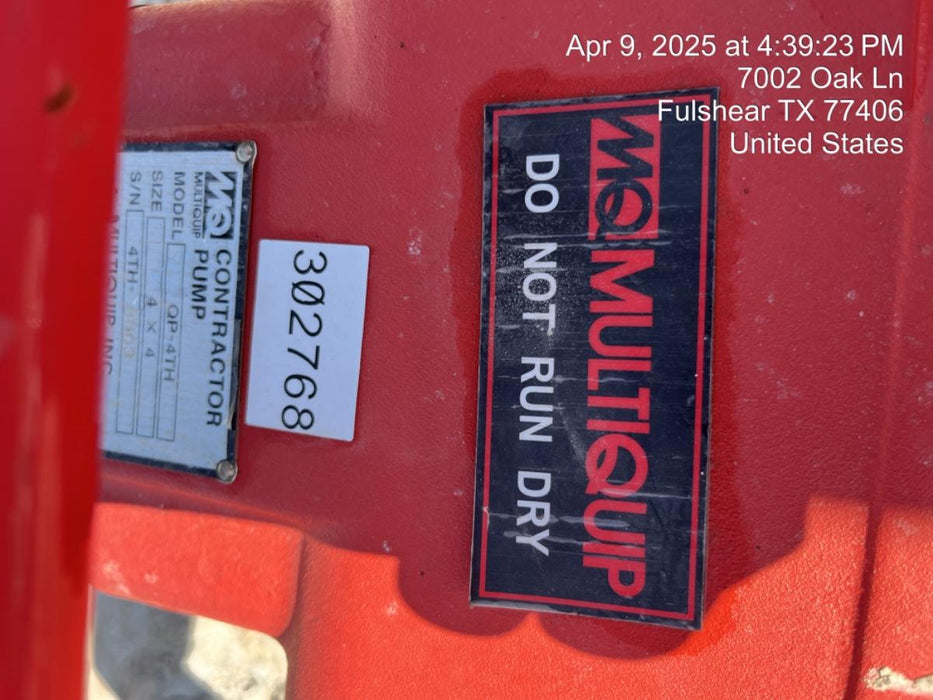 Apr 9, 2025 at 4:39:23 PM
7002 Oak Ln
Fulshear TX 77406
United States
MQ MULTIQUIP
DO NOT RUN DRY
302768
MQ CONTRACTOR
MULTIQUIP PUMP
MODEL QP-4TH
SIZE 4 X 4
S/N 4TH-
MULTIQUIP INC